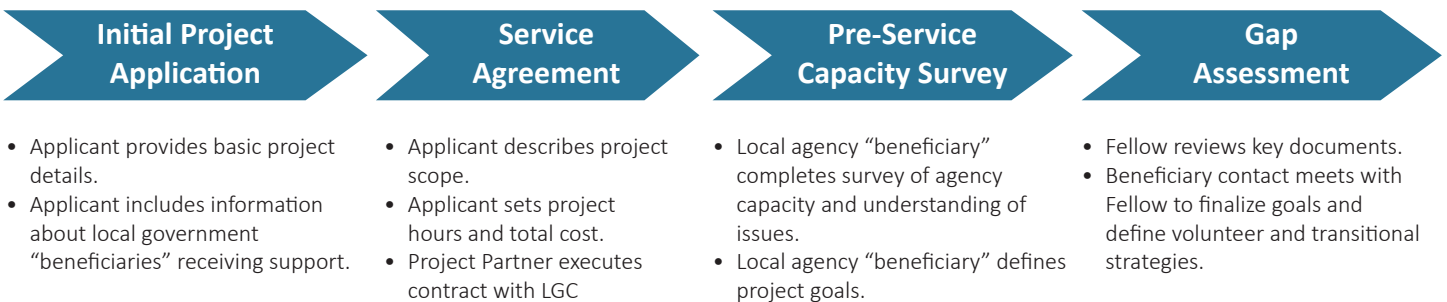 Initial Project
Application
Service
Agreement
Pre-Service
Capacity Survey
Gap
Assessment
• Applicant provides basic project
details.
• Applicant includes information
about local government
“beneficiaries” receiving support.
• Applicant describes project
scope.
• Applicant sets project
hours and total cost.
• Project Partner executes
contract with LGC
• Local agency “beneficiary”
completes survey of agency
capacity and understanding of
issues.
• Local agency “beneficiary” defines
project goals.
• Fellow reviews key documents.
• Beneficiary contact meets with
Fellow to finalize goals and
define volunteer and transitional
strategies.